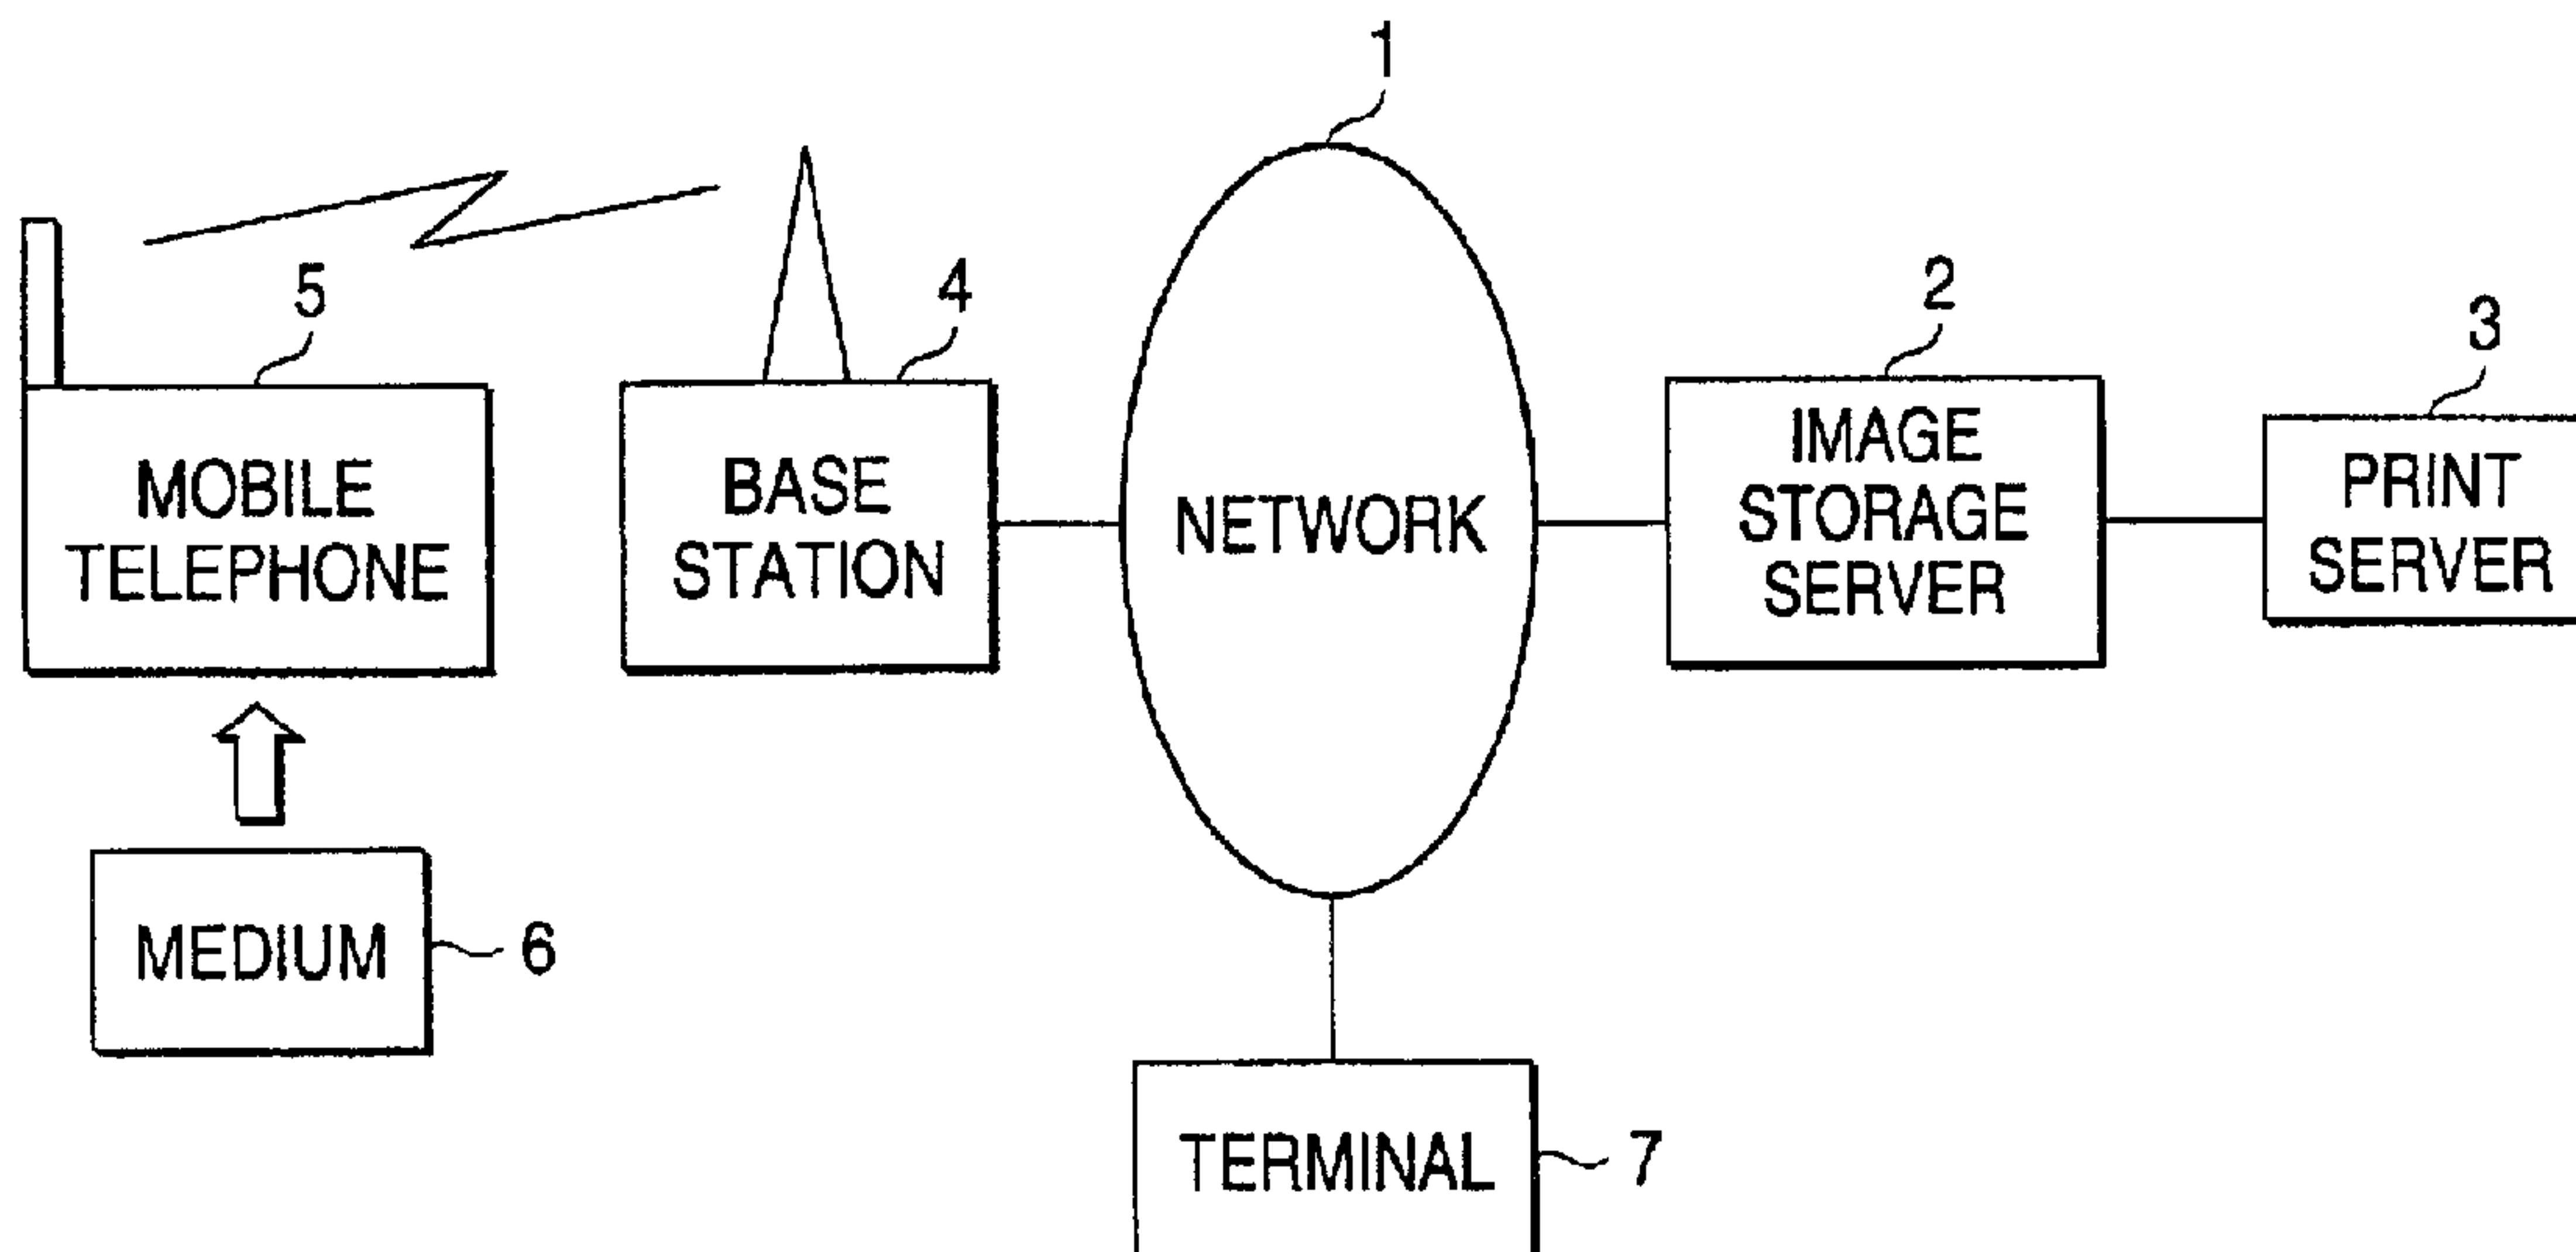 1
5
4
2
3
MOBILE
TELEPHONE
BASE
STATION
NETWORK
IMAGE
STORAGE
SERVER
PRINT
SERVER
MEDIUM
6
TERMINAL
7